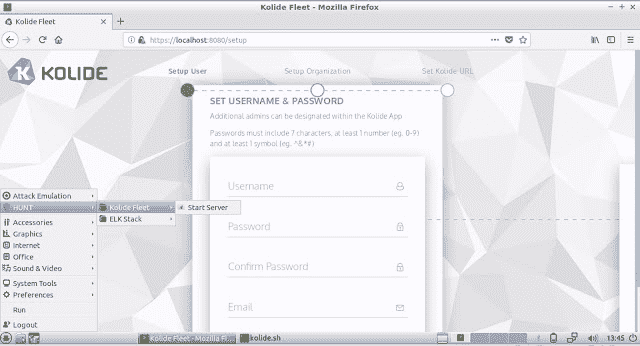 Kolide Fleet - Mozilla Firefox
Kolide Fleet
https://localhost:8080/setup
KOLIDE
Setup User
Setup Organization
Set Kolide URL
SET USERNAME & PASSWORD
Additional admins can be designated within the Kolide App
Passwords must include 7 characters, at least 1 number (eg. 0-9)
and at least 1 symbol (eg. ^&*#)
Username
Password
Confirm Password
Email
Attack Emulation
HUNT
Accessories
Graphics
Internet
Office
Sound & Video
System Tools
Preferences
Run
Logout
Kolide Fleet
ELK Stack
Start Server
Kolide Fleet - Mozilla Fi...
kolide.sh
13:45